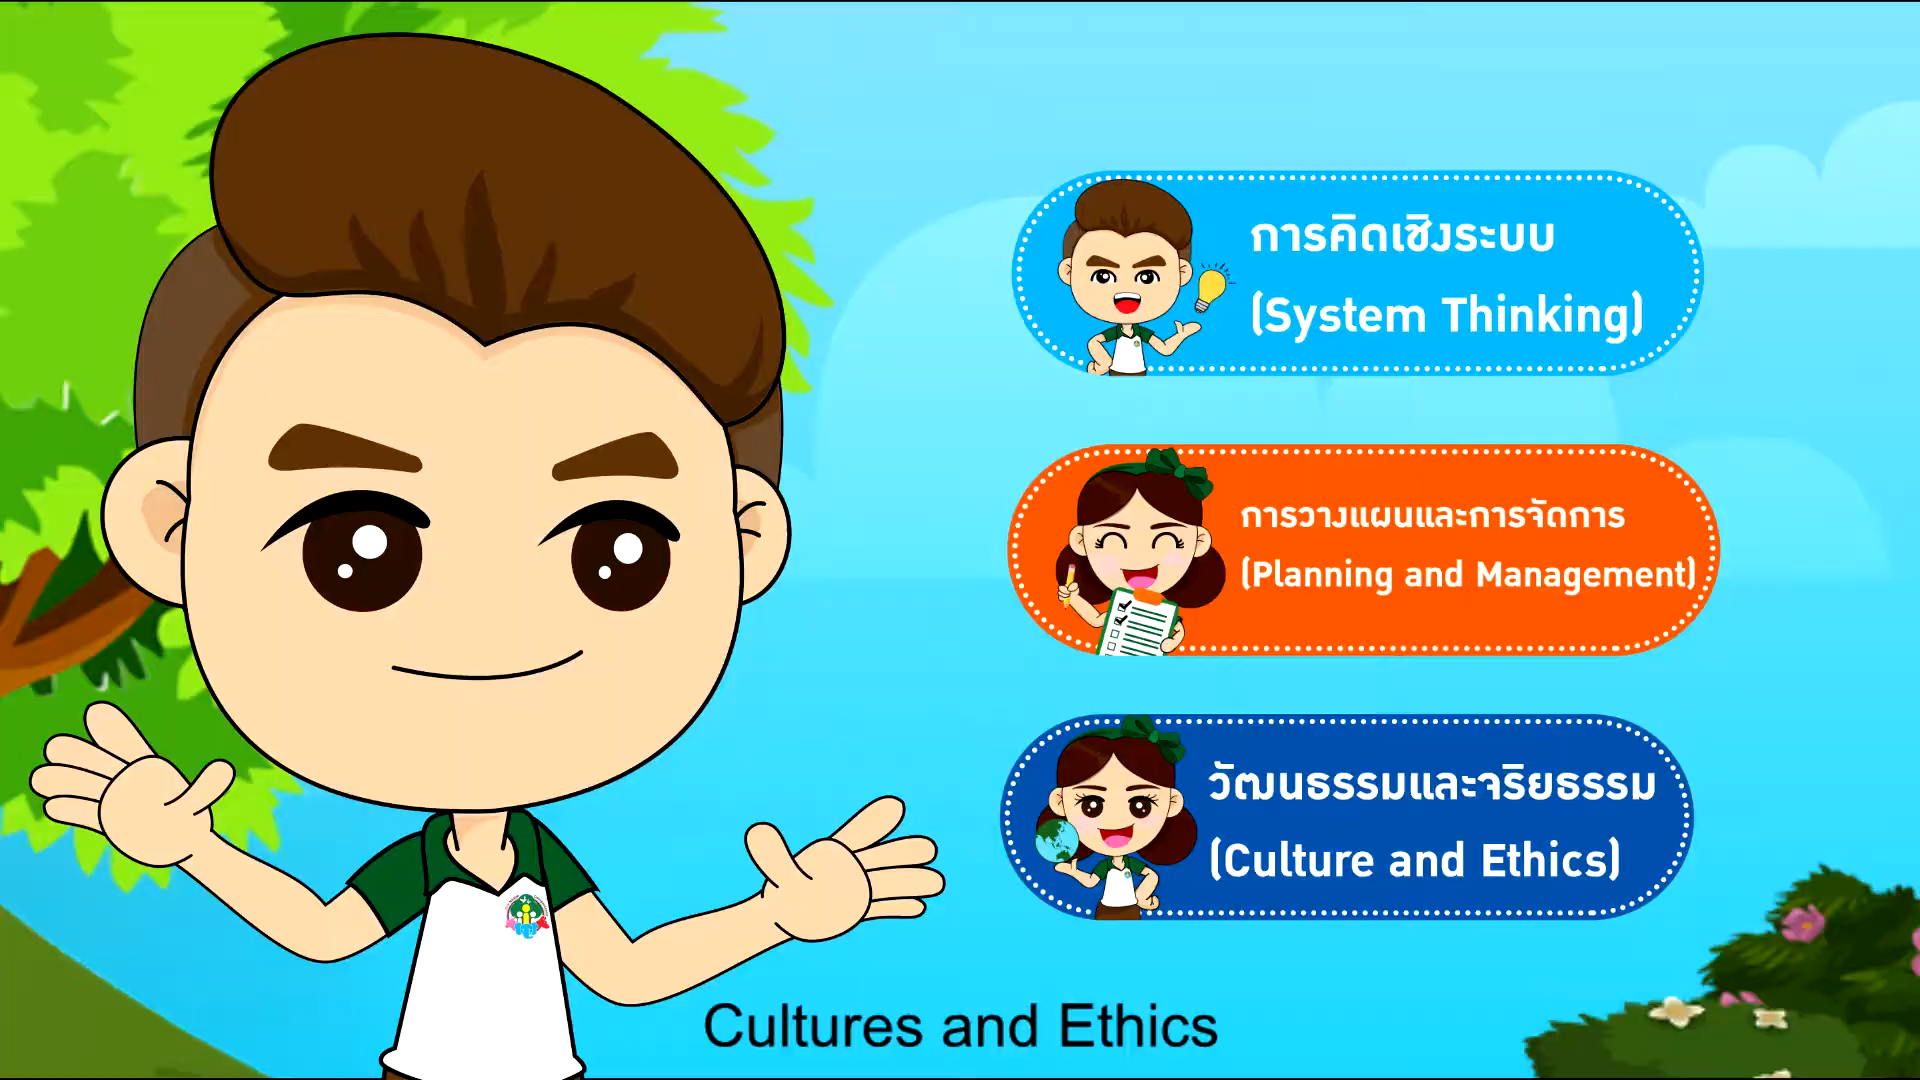 การคิดเชิงระบบ
(System Thinking)
การวางแผนและการจัดการ
(Planning and Management)
วัฒนธรรมและจริยธรรม
(Culture and Ethics)
Cultures and Ethics